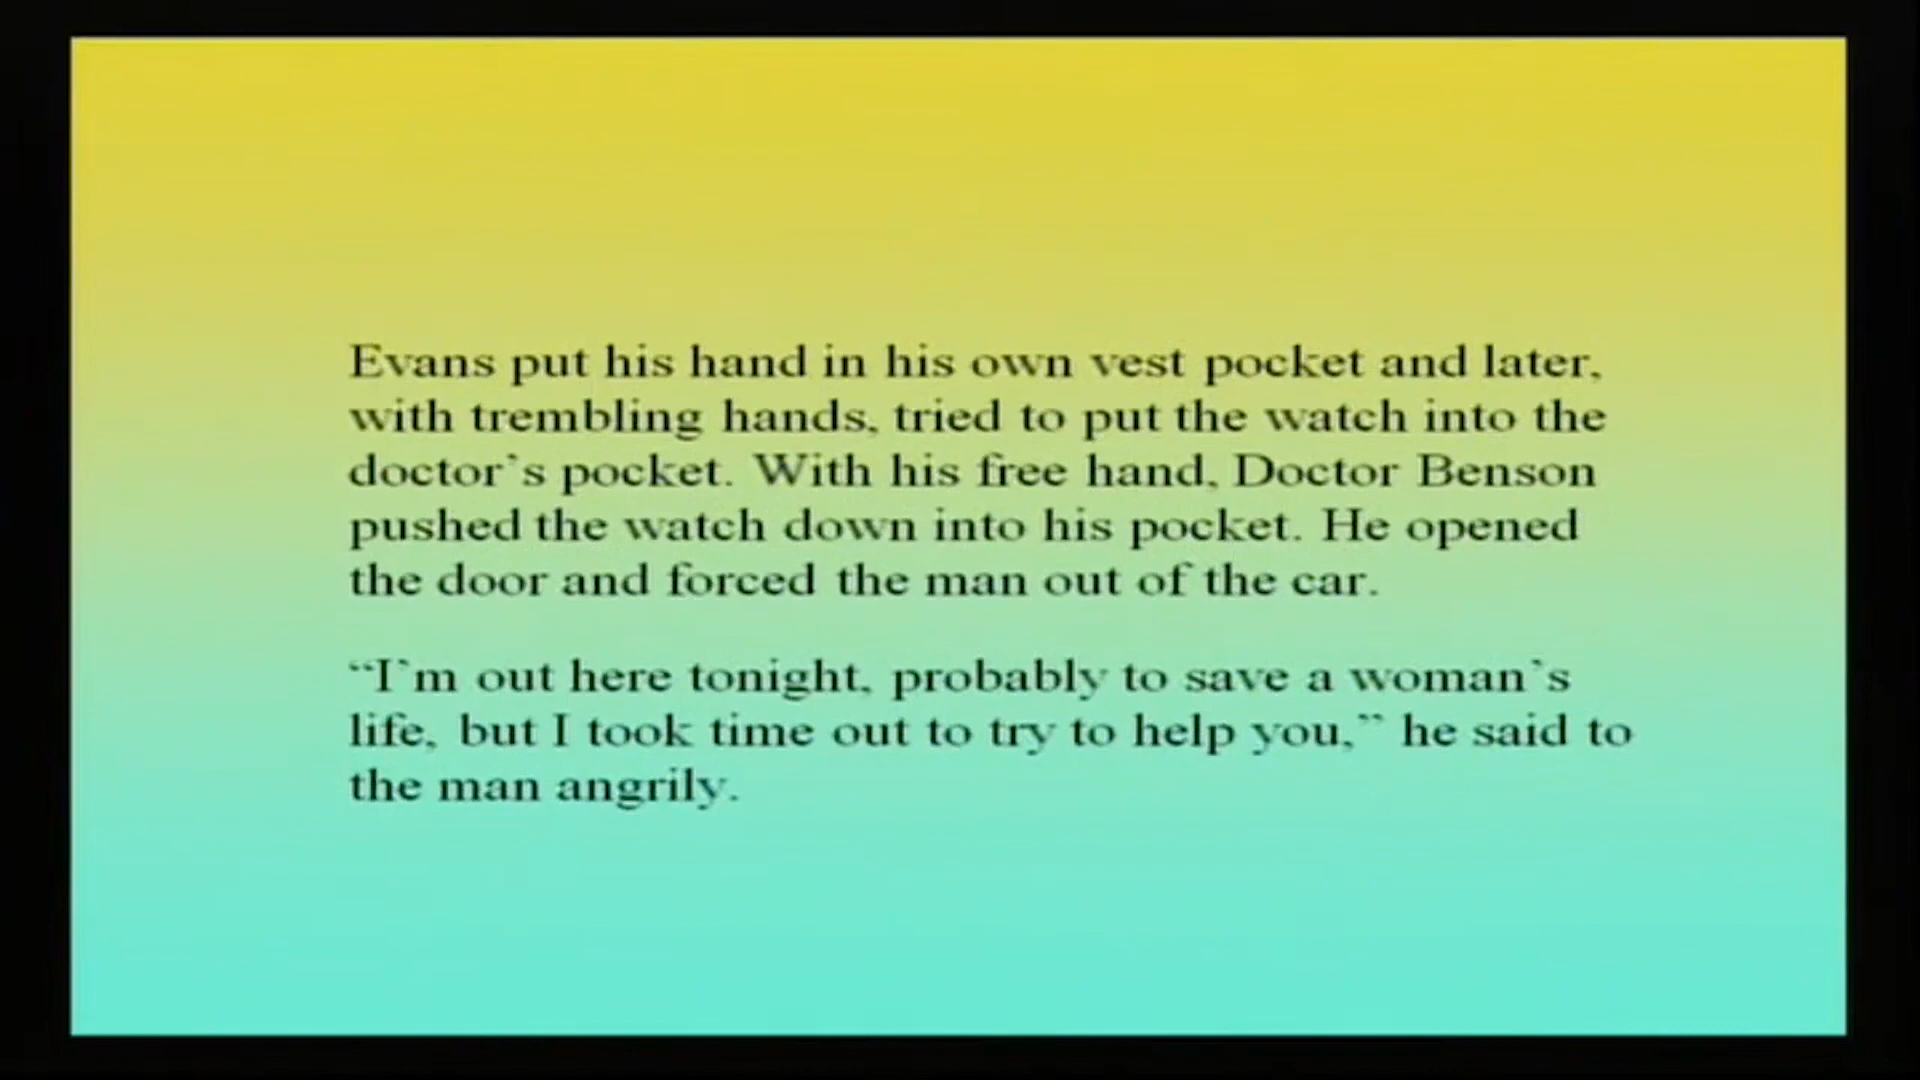 Evans put his hand in his own vest pocket and later,
with trembling hands, tried to put the watch into the
doctor's pocket. With his free hand, Doctor Benson
pushed the watch down into his pocket. He opened
the door and forced the man out of the car.
“I'm out here tonight, probably to save a woman's
life, but I took time out to try to help you,” he said to
the man angrily.